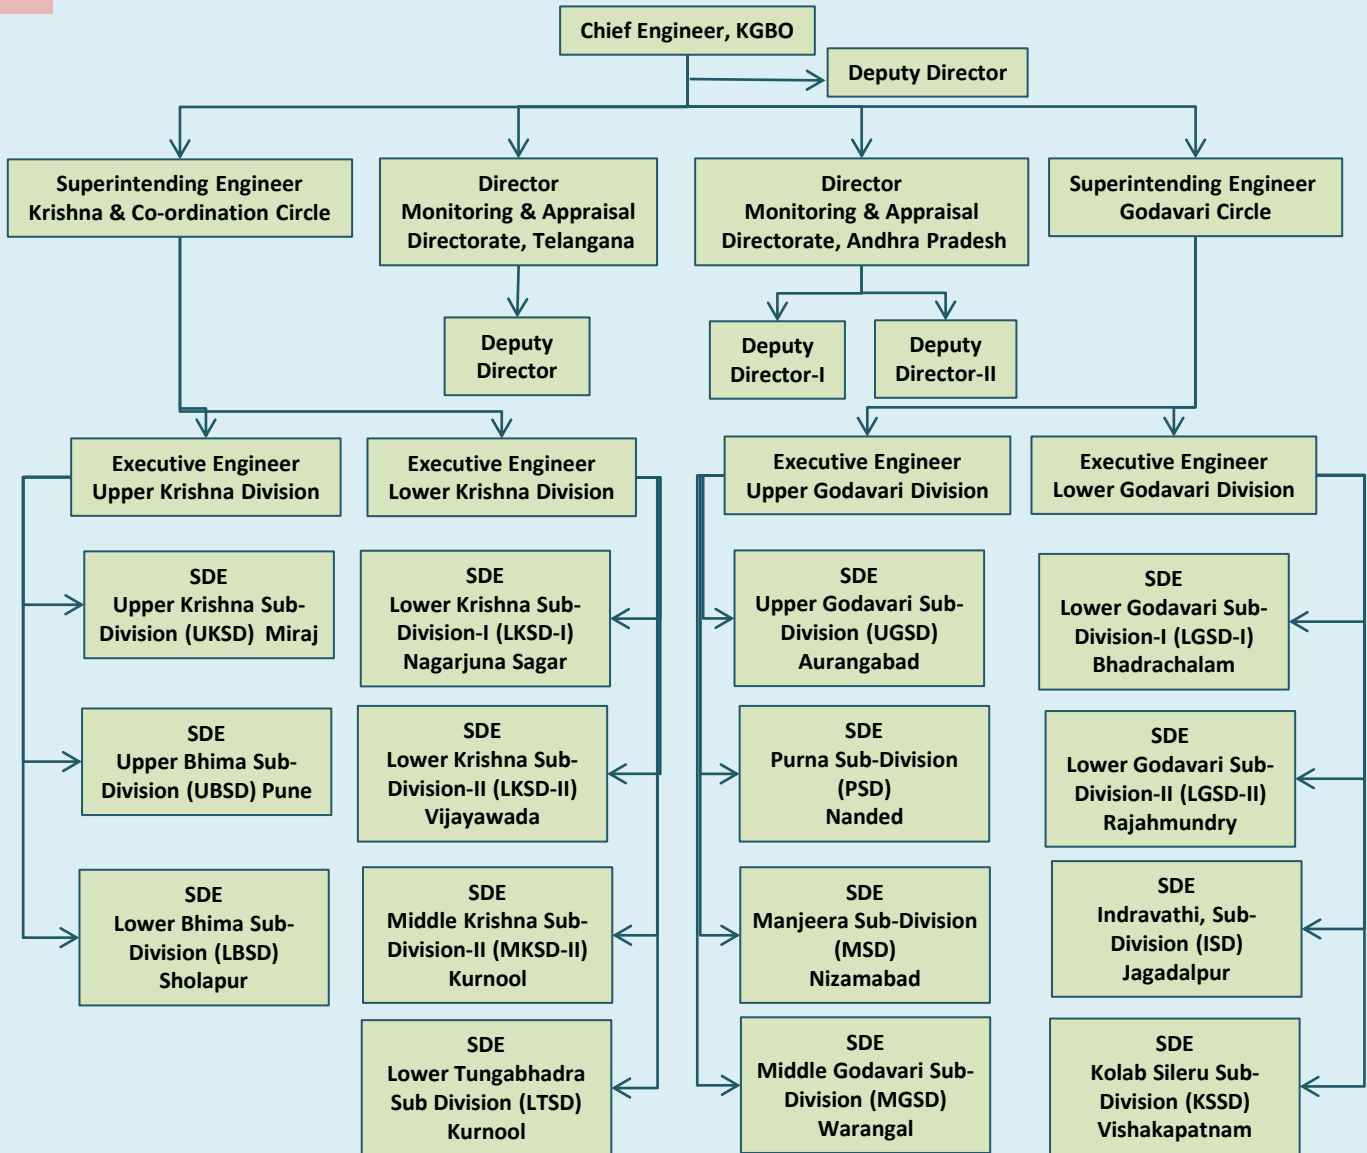 Chief Engineer, KGBO
Deputy Director
Superintending Engineer
Krishna & Co-ordination Circle
Director
Monitoring & Appraisal
Directorate, Telangana
Director
Monitoring & Appraisal
Directorate, Andhra Pradesh
Superintending Engineer
Godavari Circle
Deputy
Director
Deputy
Director-I
Deputy
Director-II
Executive Engineer
Upper Krishna Division
Executive Engineer
Lower Krishna Division
Executive Engineer
Upper Godavari Division
Executive Engineer
Lower Godavari Division
SDE
Upper Krishna Sub-
Division (UKSD) Miraj
SDE
Lower Krishna Sub-
Division-I (LKSD-I)
Nagarjuna Sagar
SDE
Upper Godavari Sub-
Division (UGSD)
Aurangabad
SDE
Lower Godavari Sub-
Division-I (LGSD-I)
Bhadrachalam
SDE
Upper Bhima Sub-
Division (UBSD) Pune
SDE
Lower Krishna Sub-
Division-II (LKSD-II)
Vijayawada
SDE
Purna Sub-Division
(PSD)
Nanded
SDE
Lower Godavari Sub-
Division-II (LGSD-II)
Rajahmundry
SDE
Lower Bhima Sub-
Division (LBSD)
Sholapur
SDE
Middle Krishna Sub-
Division-II (MKSD-II)
Kurnool
SDE
Manjeera Sub-Division
(MSD)
Nizamabad
SDE
Indravathi, Sub-
Division (ISD)
Jagadalpur
SDE
Lower Tungabhadra
Sub Division (LTSD)
Kurnool
SDE
Middle Godavari Sub-
Division (MGSD)
Warangal
SDE
Kolab Sileru Sub-
Division (KSSD)
Vishakapatnam